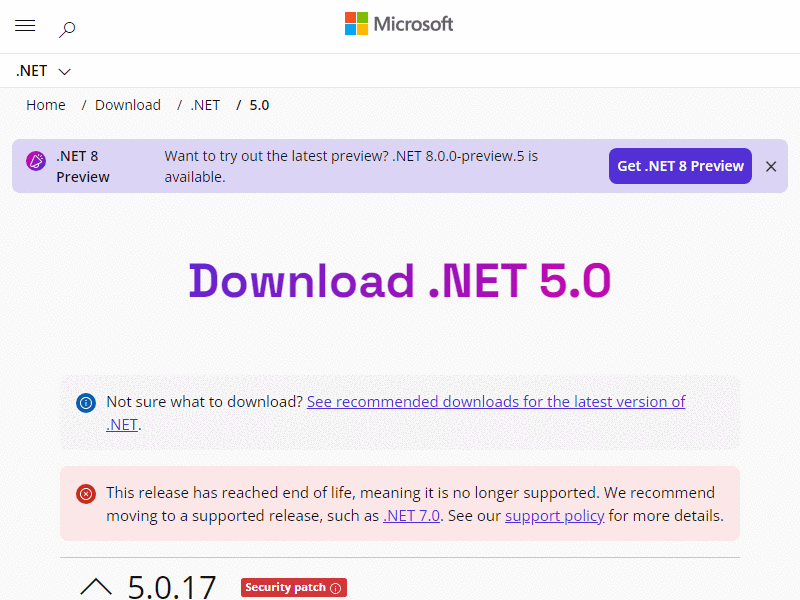 Microsoft
.NET
Home / Download / .NET / 5.0
.NET 8
Preview
Want to try out the latest preview? .NET 8.0.0-preview.5 is
available.
Get .NET 8 Preview
Download .NET 5.0
Not sure what to download? See recommended downloads for the latest version of
.NET.
This release has reached end of life, meaning it is no longer supported. We recommend
moving to a supported release, such as .NET 7.0. See our support policy for more details.
5.0.17 Security patch